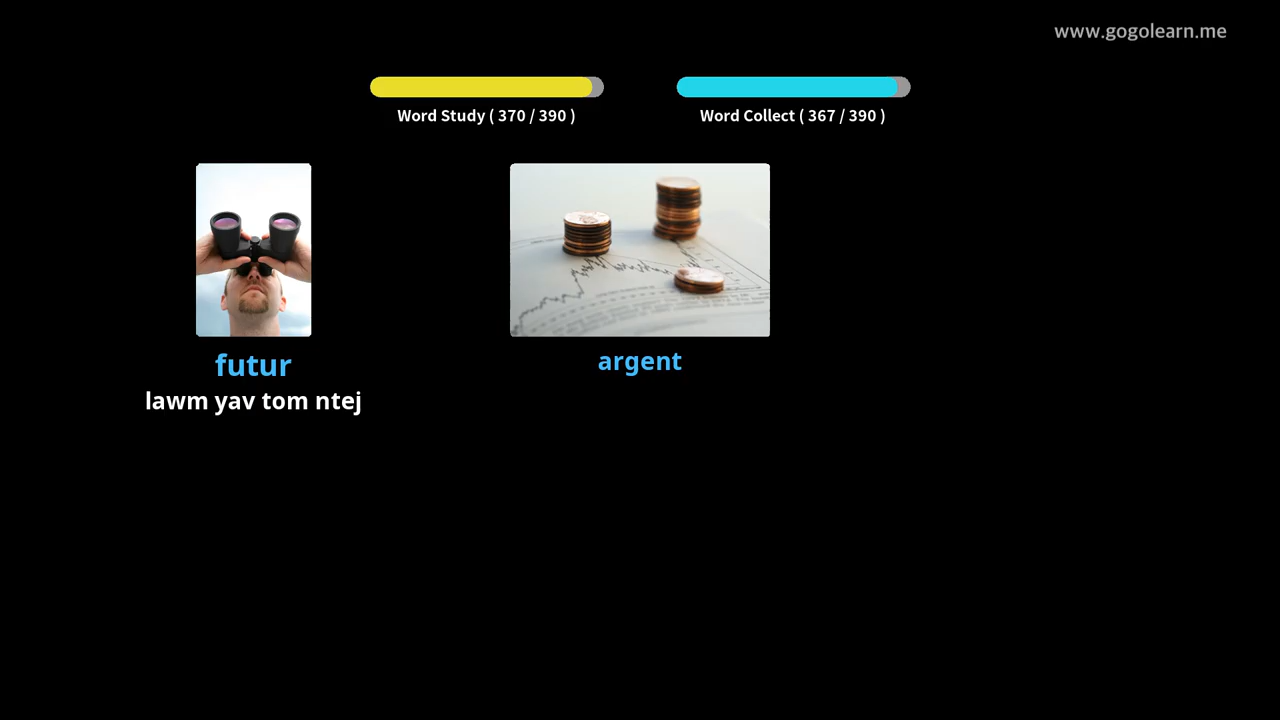 www.gogolearn.me
Word Study ( 370 / 390 )
Word Collect ( 367 / 390 )
futur
lawm yav tom ntej
argent